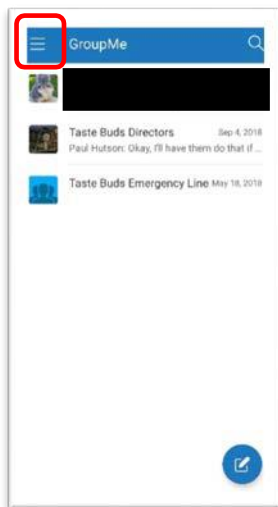 GroupMe
Taste Buds Directors Sep 4, 2018
Paul Hutson: Okay, I'll have them do that if ...
Taste Buds Emergency Line May 18, 2018